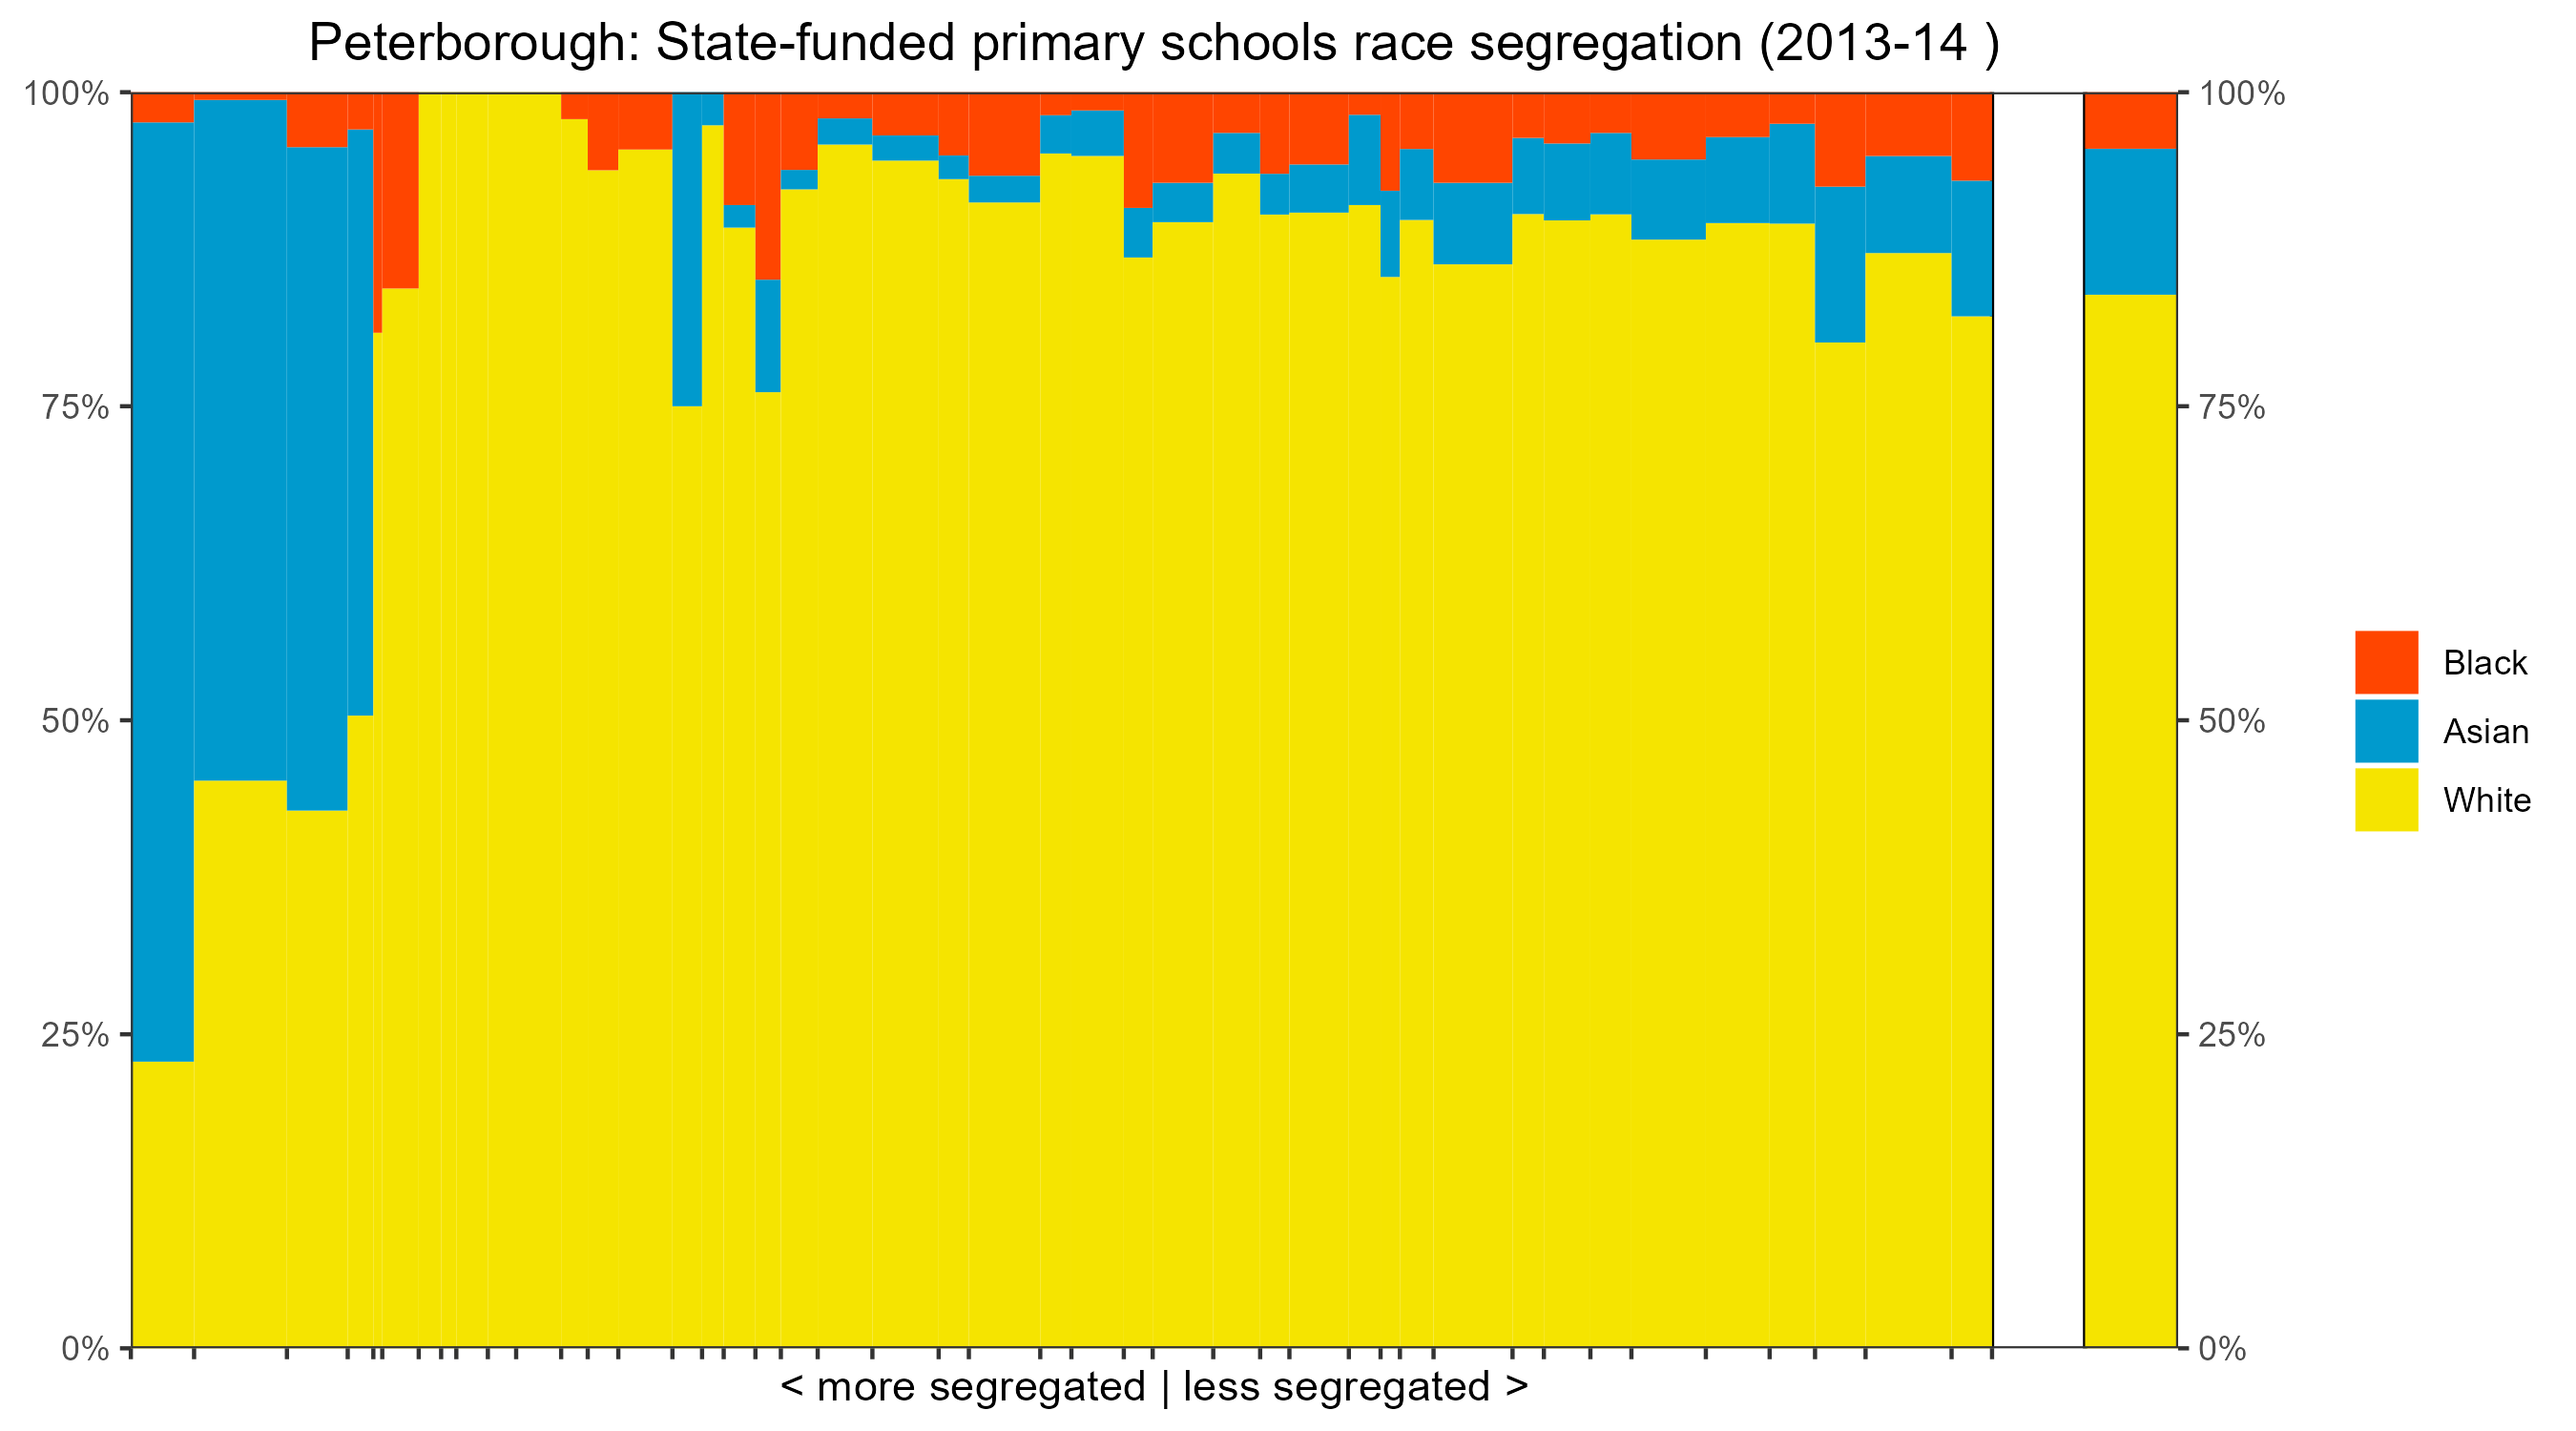 Peterborough: State-funded primary schools race segregation (2013-14 )
100%
75%
50%
25%
0%
100%
75%
50%
25%
0%
Black
Asian
White
< more segregated | less segregated >